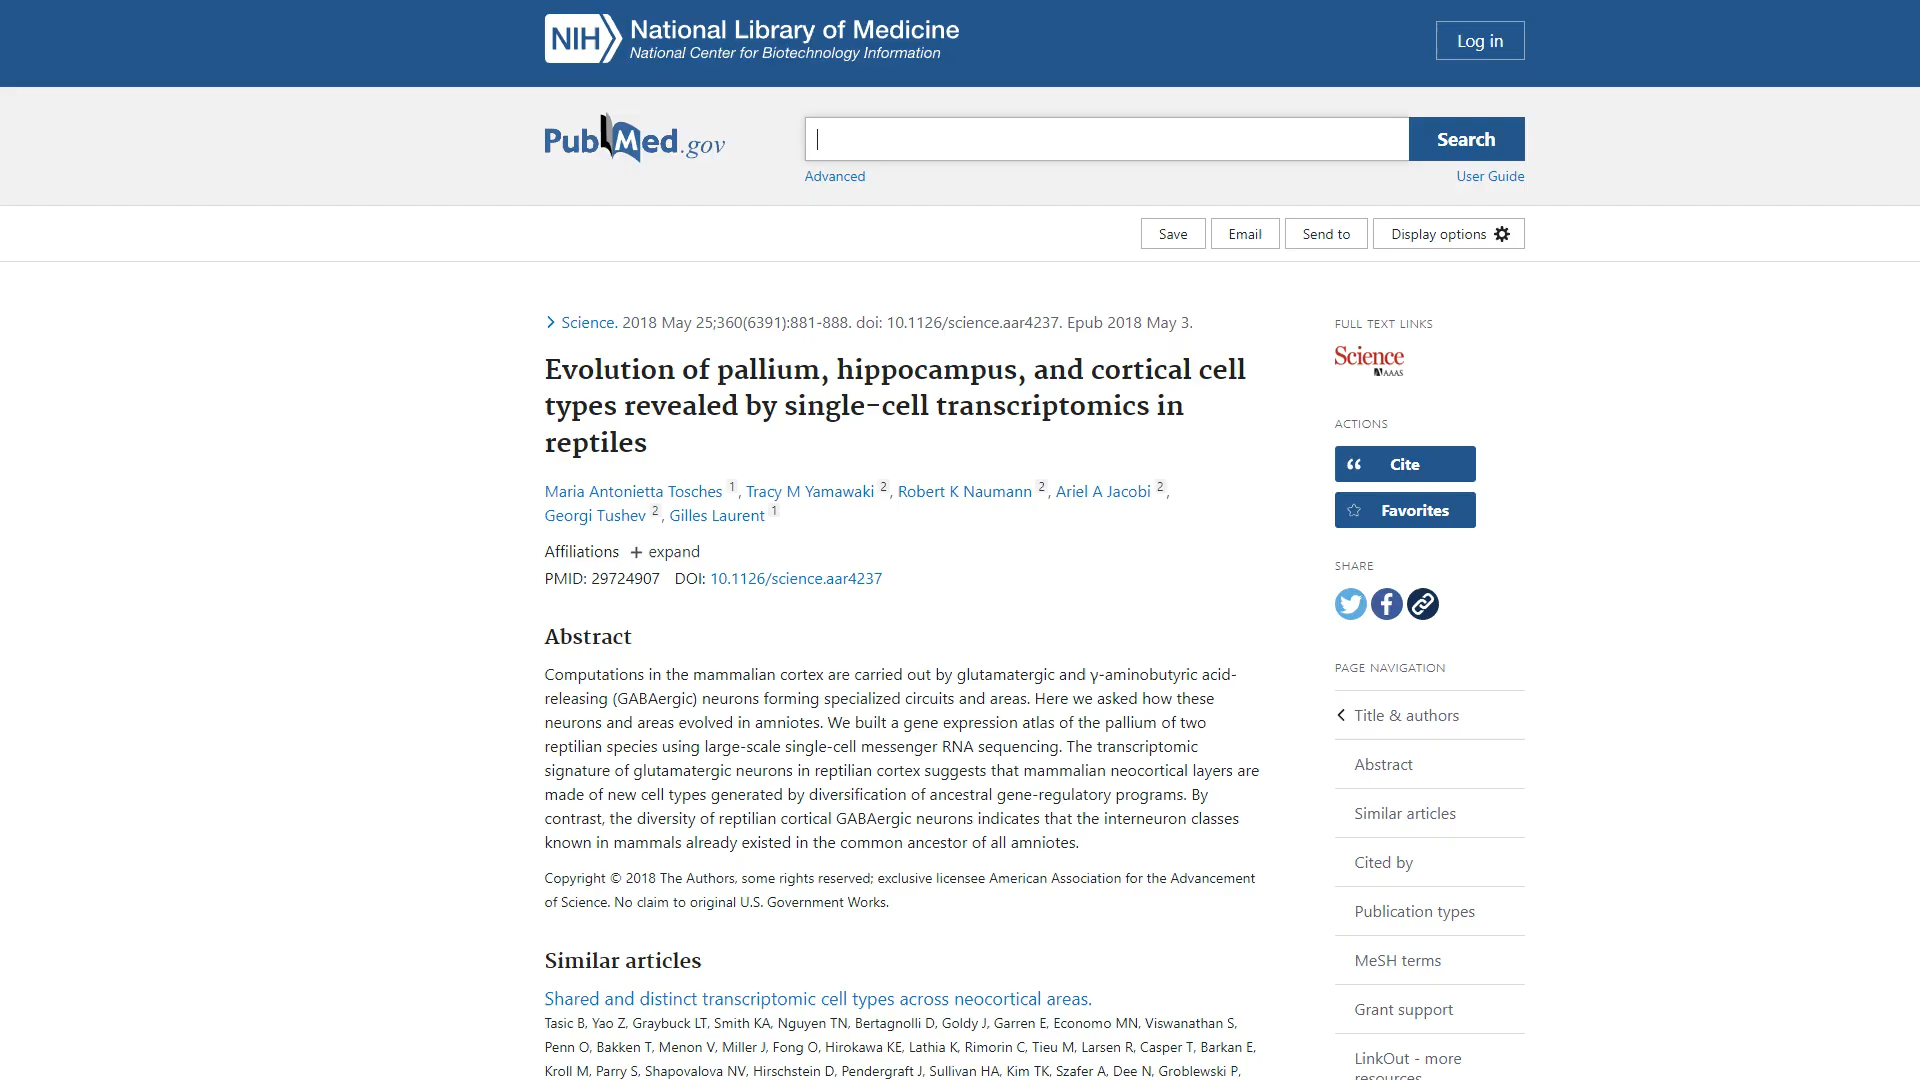 NIH National Library of Medicine
National Center for Biotechnology Information
Log in
PubMed.gov
Search
Advanced
User Guide
Save
Email
Send to
Display options
Science. 2018 May 25;360(6391):881-888. doi: 10.1126/science.aar4237. Epub 2018 May 3.
Evolution of pallium, hippocampus, and cortical cell
types revealed by single-cell transcriptomics in
reptiles
Maria Antonietta Tosches 1, Tracy M Yamawaki 2, Robert K Naumann 2, Ariel A Jacobi 2,
Georgi Tushev 2, Gilles Laurent 1
Affiliations + expand
PMID: 29724907 DOI: 10.1126/science.aar4237
Abstract
Computations in the mammalian cortex are carried out by glutamatergic and γ-aminobutyric acid-
releasing (GABAergic) neurons forming specialized circuits and areas. Here we asked how these
neurons and areas evolved in amniotes. We built a gene expression atlas of the pallium of two
reptilian species using large-scale single-cell messenger RNA sequencing. The transcriptomic
signature of glutamatergic neurons in reptilian cortex suggests that mammalian neocortical layers are
made of new cell types generated by diversification of ancestral gene-regulatory programs. By
contrast, the diversity of reptilian cortical GABAergic neurons indicates that the interneuron classes
known in mammals already existed in the common ancestor of all amniotes.
Copyright © 2018 The Authors, some rights reserved; exclusive licensee American Association for the Advancement
of Science. No claim to original U.S. Government Works.
Similar articles
Shared and distinct transcriptomic cell types across neocortical areas.
Tasic B, Yao Z, Graybuck LT, Smith KA, Nguyen TN, Bertagnolli D, Goldy J, Garren E, Economo MN, Viswanathan S,
Penn O, Bakken T, Menon V, Miller J, Fong O, Hirokawa KE, Lathia K, Rimorin C, Tieu M, Larsen R, Casper T, Barkan E,
Kroll M, Parry S, Shapovalova NV, Hirschstein D, Pendergraft J, Sullivan HA, Kim TK, Szafer A, Dee N, Groblewski P,
FULL TEXT LINKS
Science
AAAS
ACTIONS
Cite
Favorites
SHARE
PAGE NAVIGATION
Title & authors
Abstract
Similar articles
Cited by
Publication types
MeSH terms
Grant support
LinkOut - more
resources